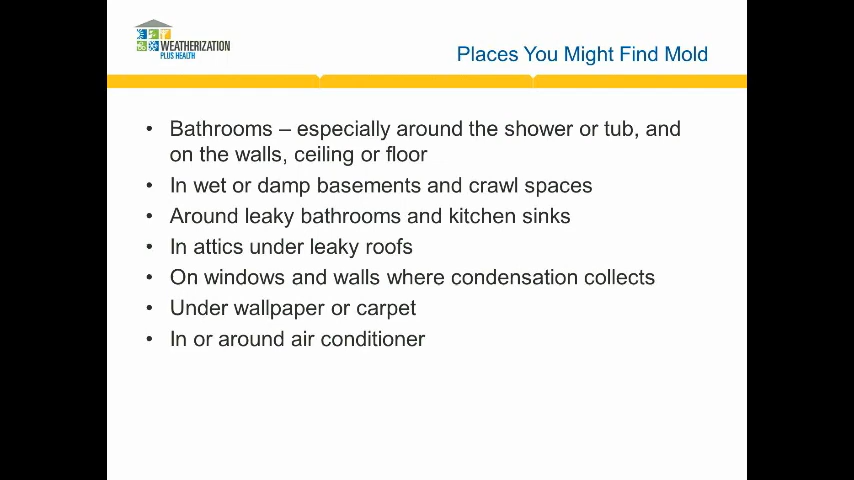 WEATHERIZATION
PLUS HEALTH
Places You Might Find Mold
• Bathrooms – especially around the shower or tub, and
on the walls, ceiling or floor
• In wet or damp basements and crawl spaces
• Around leaky bathrooms and kitchen sinks
• In attics under leaky roofs
• On windows and walls where condensation collects
• Under wallpaper or carpet
• In or around air conditioner